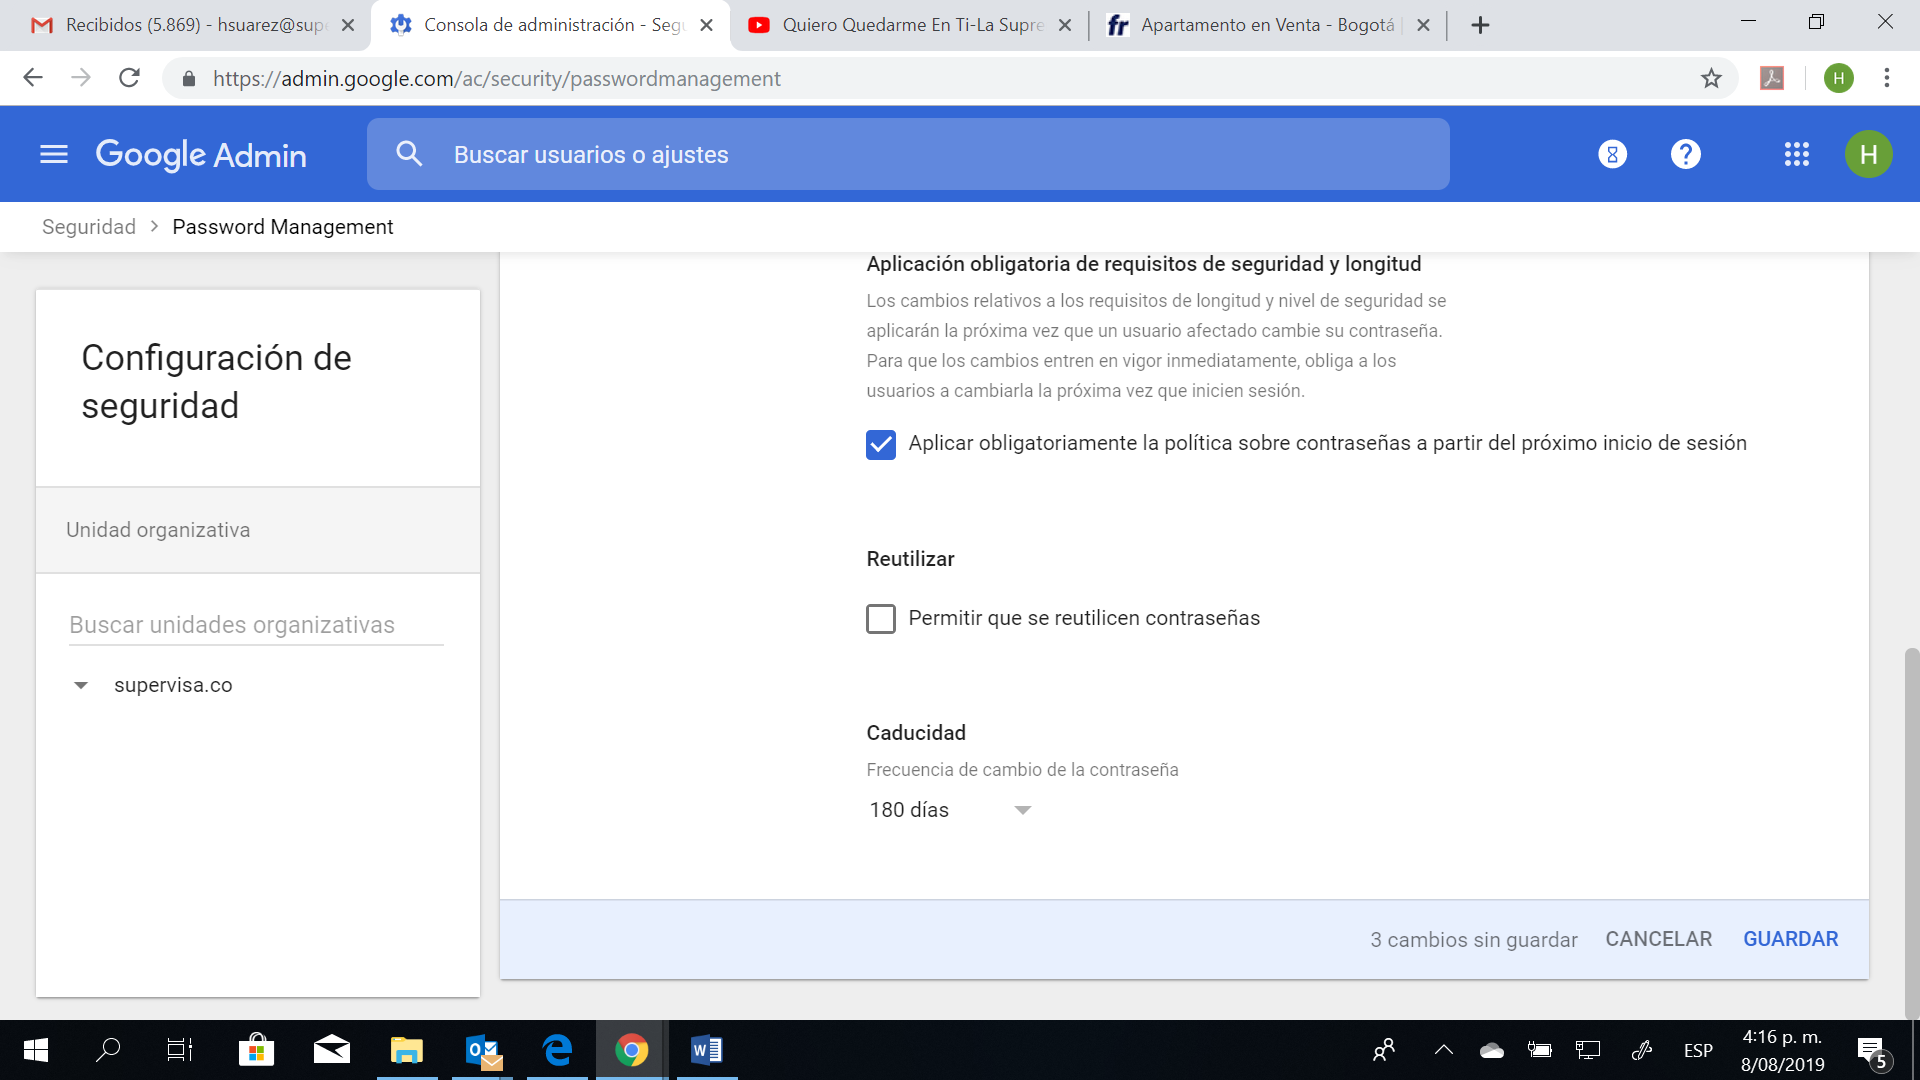 Recibidos (5.869) - hsuarez@supe
Consola de administración - Segu
Quiero Quedarme En Ti-La Supre
fr Apartamento en Venta - Bogotá |
https://admin.google.com/ac/security/passwordmanagement
H
Google Admin
Buscar usuarios o ajustes
?
H
Seguridad > Password Management
Configuración de
seguridad
Unidad organizativa
Buscar unidades organizativas
supervisa.co
Aplicación obligatoria de requisitos de seguridad y longitud
Los cambios relativos a los requisitos de longitud y nivel de seguridad se
aplicarán la próxima vez que un usuario afectado cambie su contraseña.
Para que los cambios entren en vigor inmediatamente, obliga a los
usuarios a cambiarla la próxima vez que inicien sesión.
Aplicar obligatoriamente la política sobre contraseñas a partir del próximo inicio de sesión
Reutilizar
Permitir que se reutilicen contraseñas
Caducidad
Frecuencia de cambio de la contraseña
180 días
3 cambios sin guardar CANCELAR GUARDAR
ESP
4:16 p. m.
8/08/2019
5